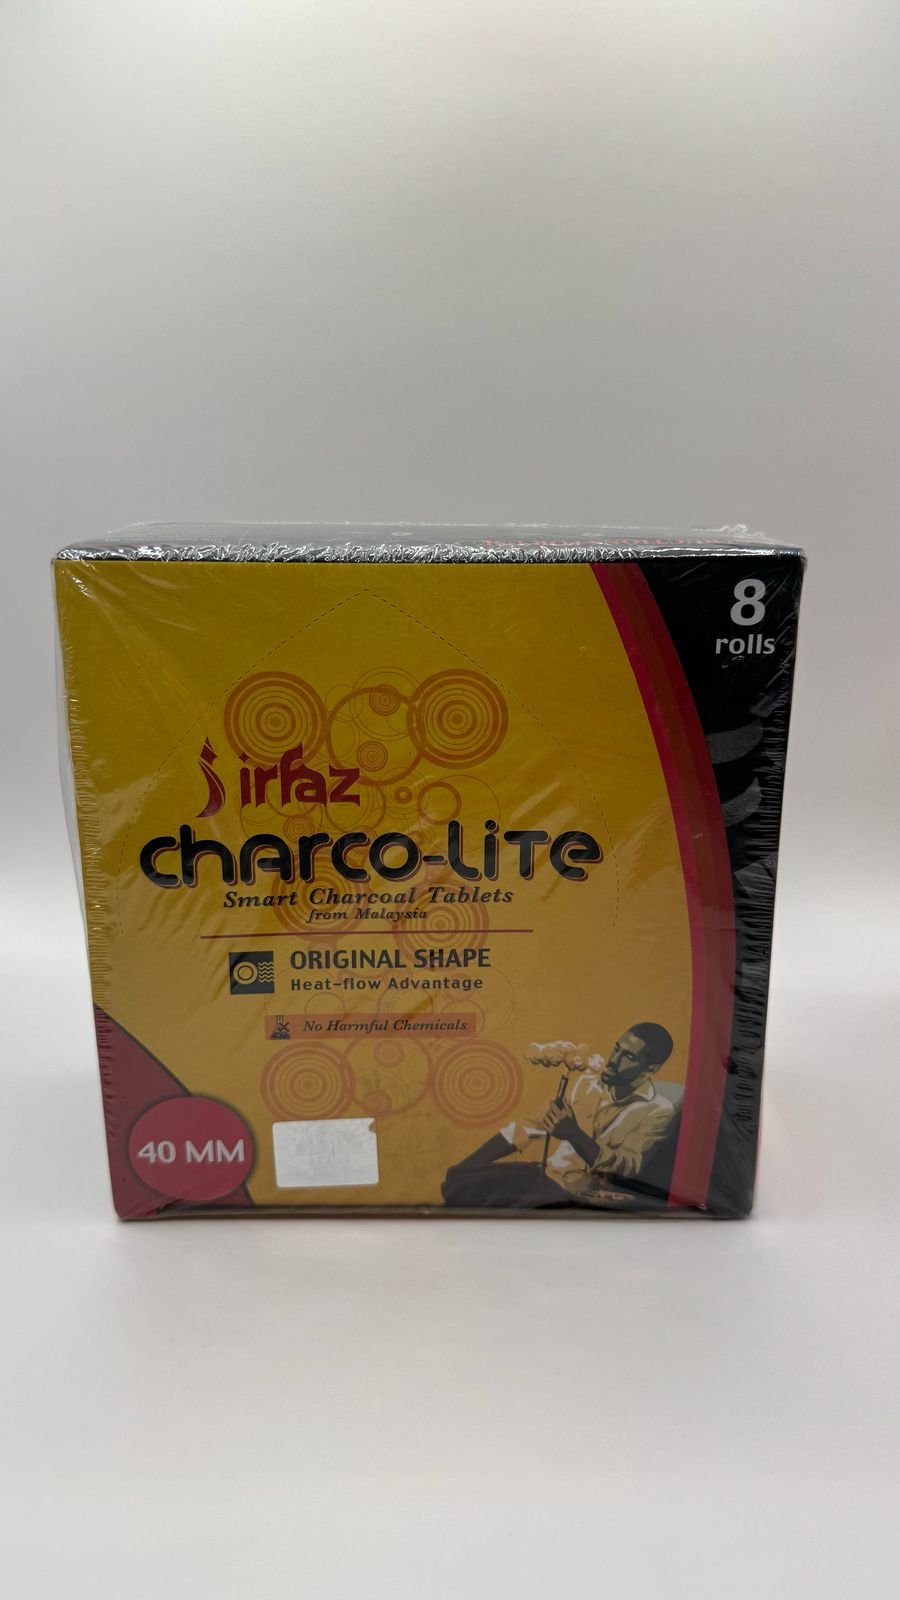 8
rolls
irfaz
charco-lite
Smart Charcoal Tablets
from Malaysia
ORIGINAL SHAPE
Heat-flow Advantage
No Harmful Chemicals
40 MM